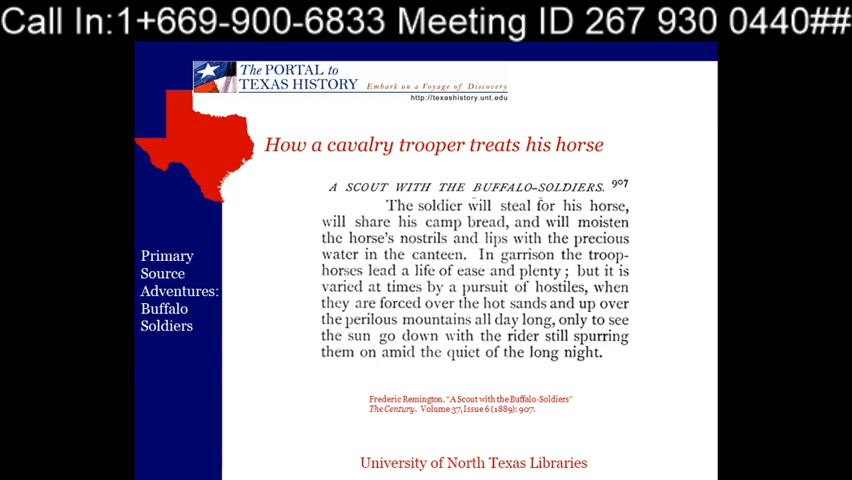 Call In:1+669-900-6833 Meeting ID 267 930 0440##
The PORTAL to
TEXAS HISTORY
Embark on a Voyage of Discovery
http://texashistory.unt.edu
How a cavalry trooper treats his horse
A SCOUT WITH THE BUFFALO-SOLDIERS. 907
The soldier will steal for his horse,
will share his camp bread, and will moisten
the horse's nostrils and lips with the precious
water in the canteen. In garrison the troop-
horses lead a life of ease and plenty; but it is
varied at times by a pursuit of hostiles, when
they are forced over the hot sands and up over
the perilous mountains all day long, only to see
the sun go down with the rider still spurring
them on amid the quiet of the long night.
Primary
Source
Adventures:
Buffalo
Soldiers
Frederic Remington. "A Scout with the Buffalo-Soldiers"
The Century. Volume 37, Issue 6 (1889): 907.
University of North Texas Libraries